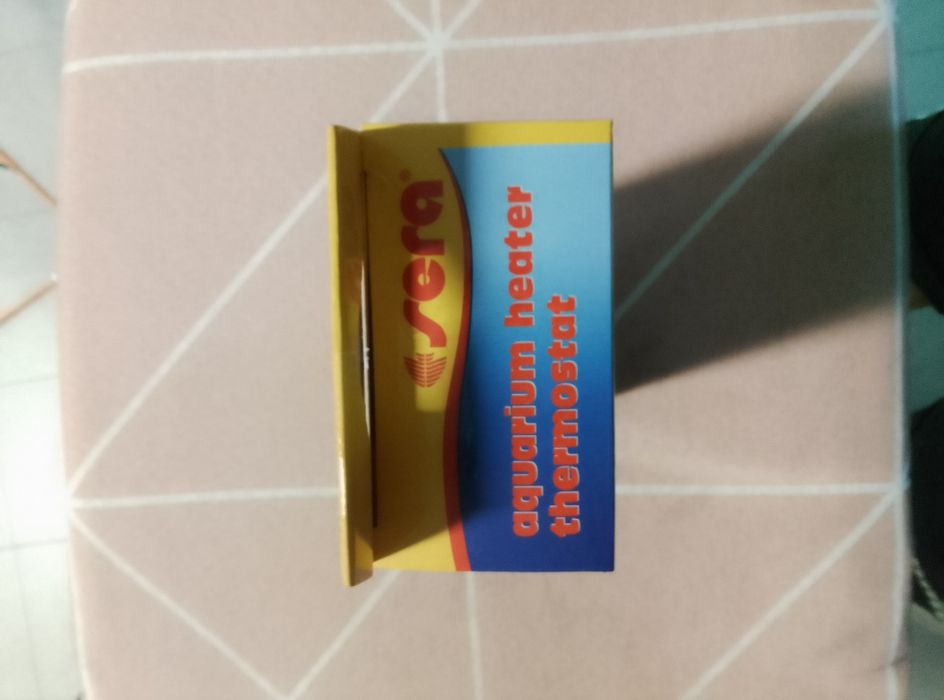 sera®
aquarium heater
thermostat